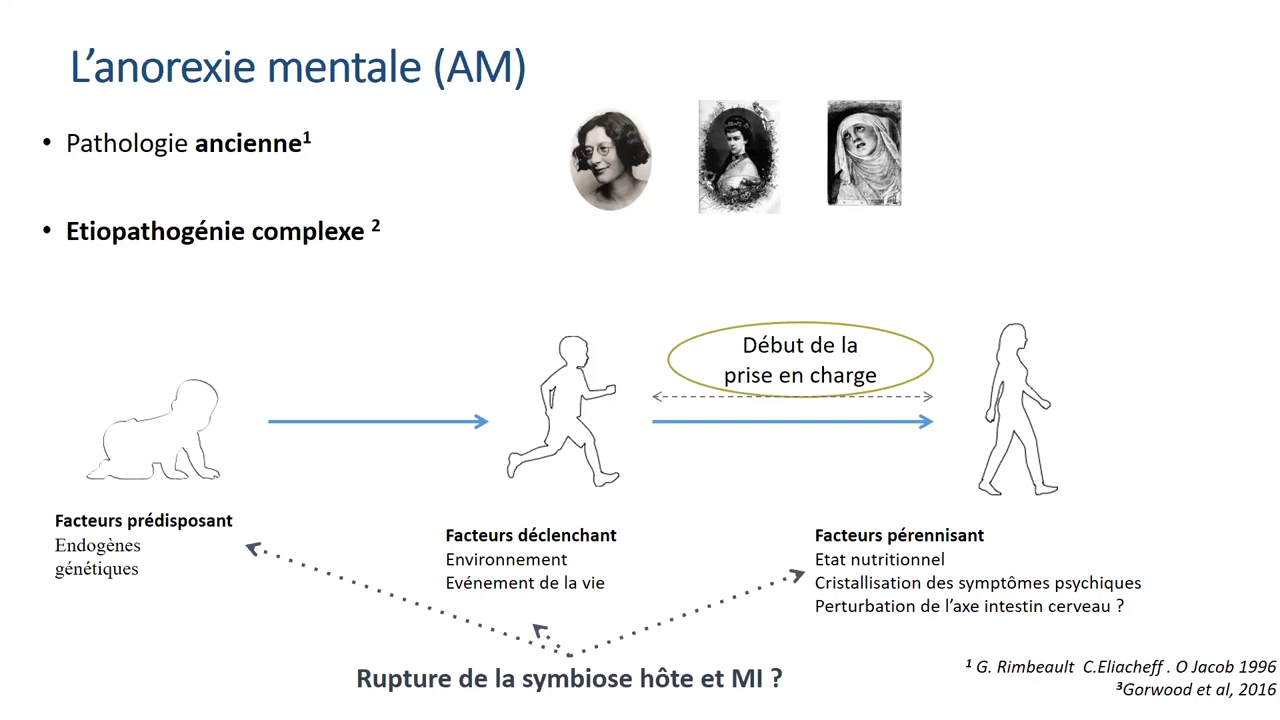 L’anorexie mentale (AM)
• Pathologie ancienne¹
• Etiopathogénie complexe ²
Début de la
prise en charge
Facteurs prédisposant
Endogènes
génétiques
Facteurs déclenchant
Environnement
Evénement de la vie
Facteurs pérennisant
Etat nutritionnel
Cristallisation des symptômes psychiques
Perturbation de l’axe intestin cerveau ?
Rupture de la symbiose hôte et MI ?
¹ G. Rimbeault  C.Eliacheff . O Jacob 1996
³Gorwood et al, 2016